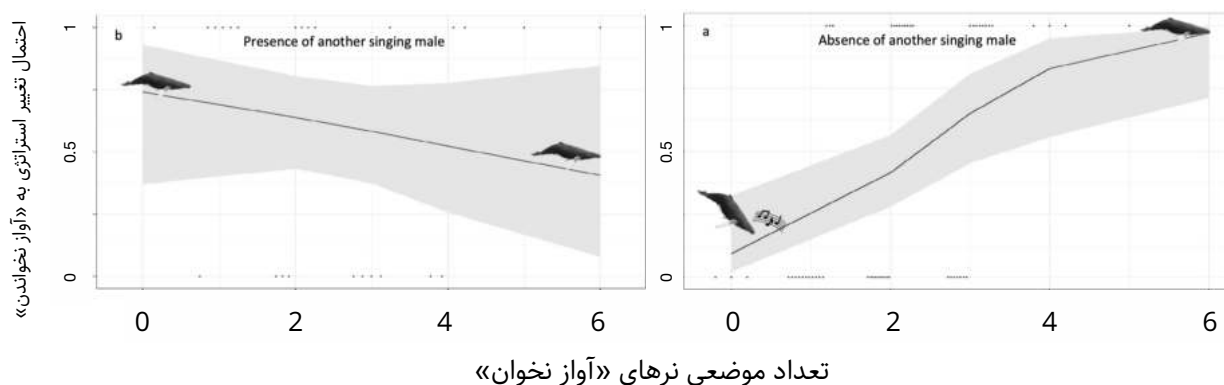 احتمال تغییر استراتژی به «آواز نخواندن»
b
Presence of another singing male
1
0.5
0
0
2
4
6
a
Absence of another singing male
1
0.5
0
0
2
4
6
تعداد موضعی نرهای «آواز نخوان»